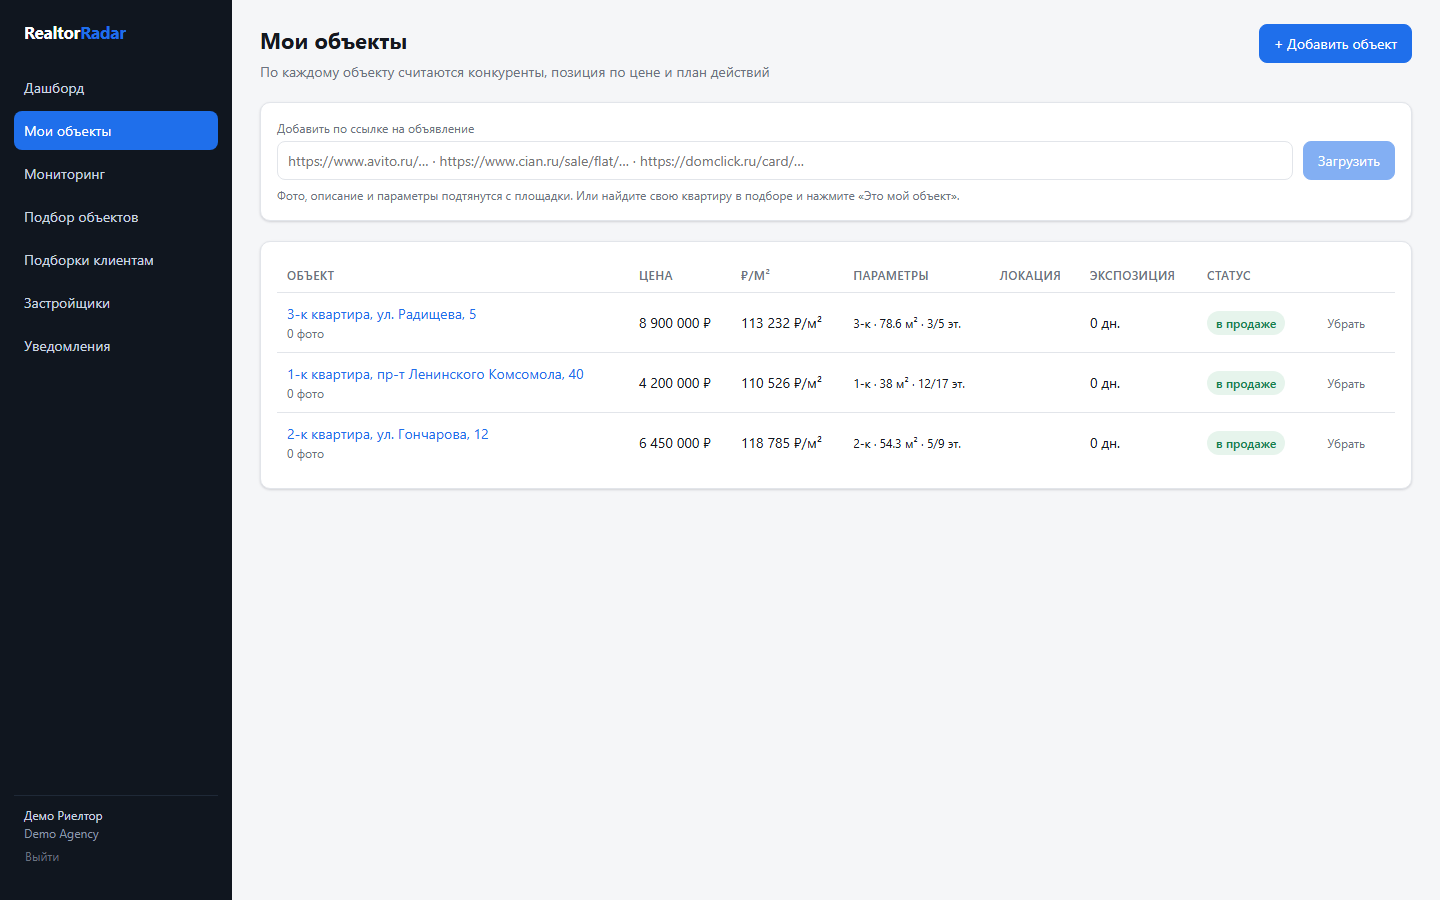 RealtorRadar
Дашборд
Мои объекты
Мониторинг
Подбор объектов
Подборки клиентам
Застройщики
Уведомления
Демо Риелтор
Demo Agency
Выйти
Мои объекты
По каждому объекту считаются конкуренты, позиция по цене и план действий
+ Добавить объект
Добавить по ссылке на объявление
https://www.avito.ru/... · https://www.cian.ru/sale/flat/... · https://domclick.ru/card/...
Загрузить
Фото, описание и параметры подтянутся с площадки. Или найдите свою квартиру в подборе и нажмите «Это мой объект».
ОБЪЕКТ ЦЕНА ₽/М² ПАРАМЕТРЫ ЛОКАЦИЯ ЭКСПОЗИЦИЯ СТАТУС
3-к квартира, ул. Радищева, 5
0 фото
8 900 000 ₽ 113 232 ₽/м² 3-к · 78.6 м² · 3/5 эт. 0 дн. в продаже Убрать
1-к квартира, пр-т Ленинского Комсомола, 40
0 фото
4 200 000 ₽ 110 526 ₽/м² 1-к · 38 м² · 12/17 эт. 0 дн. в продаже Убрать
2-к квартира, ул. Гончарова, 12
0 фото
6 450 000 ₽ 118 785 ₽/м² 2-к · 54.3 м² · 5/9 эт. 0 дн. в продаже Убрать